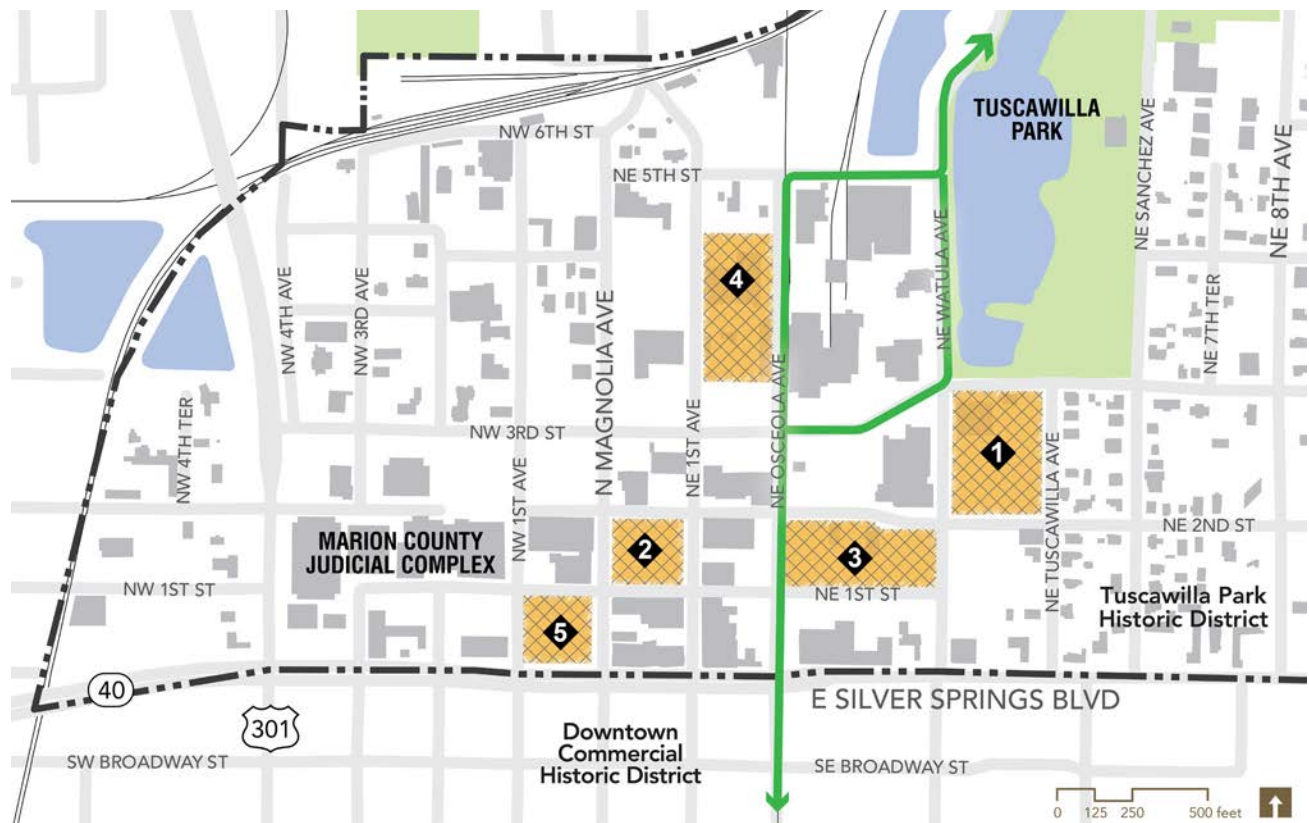 TUSCAWILLA
PARK
NE SANCHEZ AVE
NE 8TH AVE
NW 6TH ST
NE 5TH ST
NE WATULA AVE
NE 7TH TER
4
NW 4TH AVE
NW 3RD AVE
N MAGNOLIA AVE
NE OSCEOLA AVE
NE 1ST AVE
NW 3RD ST
NW 4TH TER
1
NW 1ST AVE
NE TUSCAWILLA AVE
NE 2ND ST
MARION COUNTY
JUDICIAL COMPLEX
2
3
NW 1ST ST
NE 1ST ST
Tuscawilla Park
Historic District
5
40
301
E SILVER SPRINGS BLVD
Downtown
Commercial
Historic District
SW BROADWAY ST
SE BROADWAY ST
0 125 250 500 feet